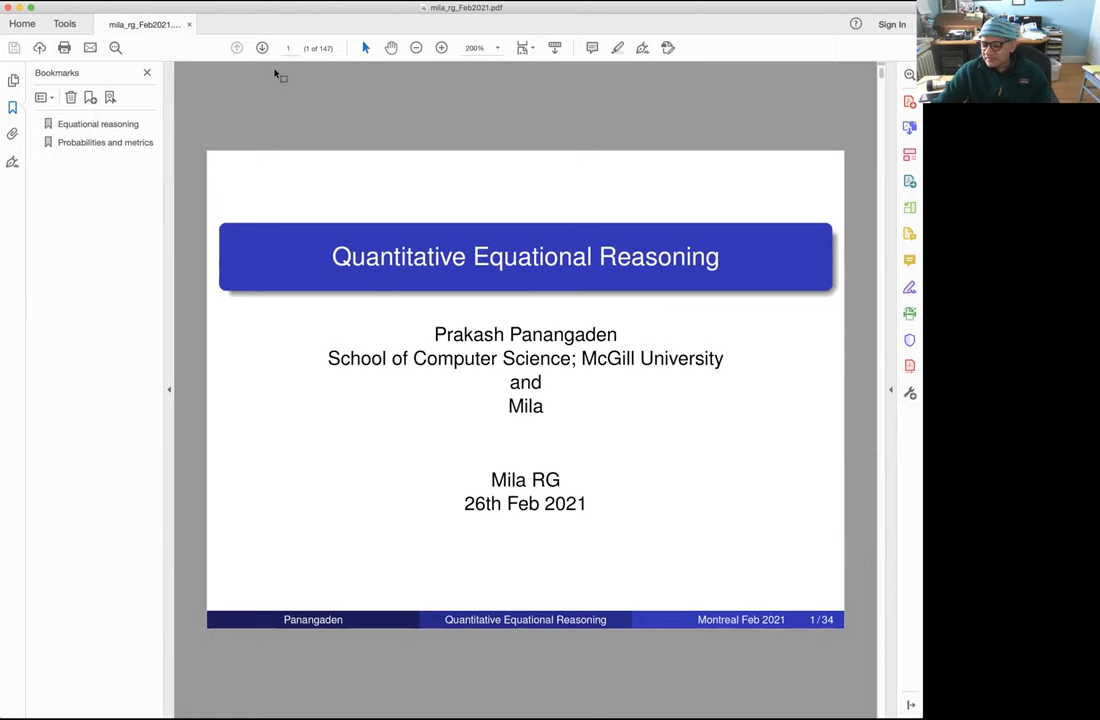 mila_rg_Feb2021.pdf
Home
Tools
mila_rg_Feb2021....
×
Sign In
1
(1 of 147)
200%
Bookmarks
Equational reasoning
Probabilities and metrics
Quantitative Equational Reasoning
Prakash Panangaden
School of Computer Science; McGill University
and
Mila
Mila RG
26th Feb 2021
Panangaden
Quantitative Equational Reasoning
Montreal Feb 2021
1 / 34